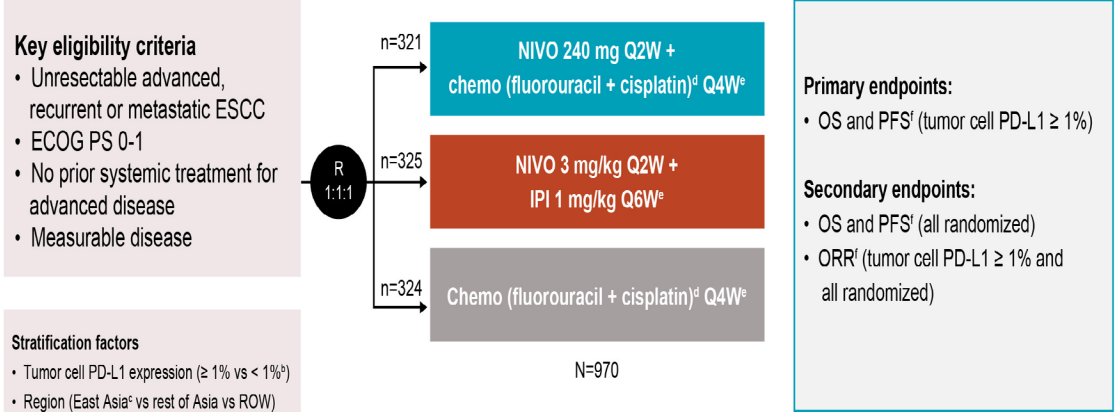 Key eligibility criteria
• Unresectable advanced,
recurrent or metastatic ESCC
• ECOG PS 0-1
• No prior systemic treatment for
advanced disease
• Measurable disease
Stratification factors
• Tumor cell PD-L1 expression (≥ 1% vs < 1%ᵇ)
• Region (East Asiaᶜ vs rest of Asia vs ROW)
R
1:1:1
n=321
NIVO 240 mg Q2W +
chemo (fluorouracil + cisplatin)ᵈ Q4Wᵉ
n=325
NIVO 3 mg/kg Q2W +
IPI 1 mg/kg Q6Wᵉ
n=324
Chemo (fluorouracil + cisplatin)ᵈ Q4Wᵉ
N=970
Primary endpoints:
• OS and PFSᶠ (tumor cell PD-L1 ≥ 1%)
Secondary endpoints:
• OS and PFSᶠ (all randomized)
• ORRᶠ (tumor cell PD-L1 ≥ 1% and
all randomized)